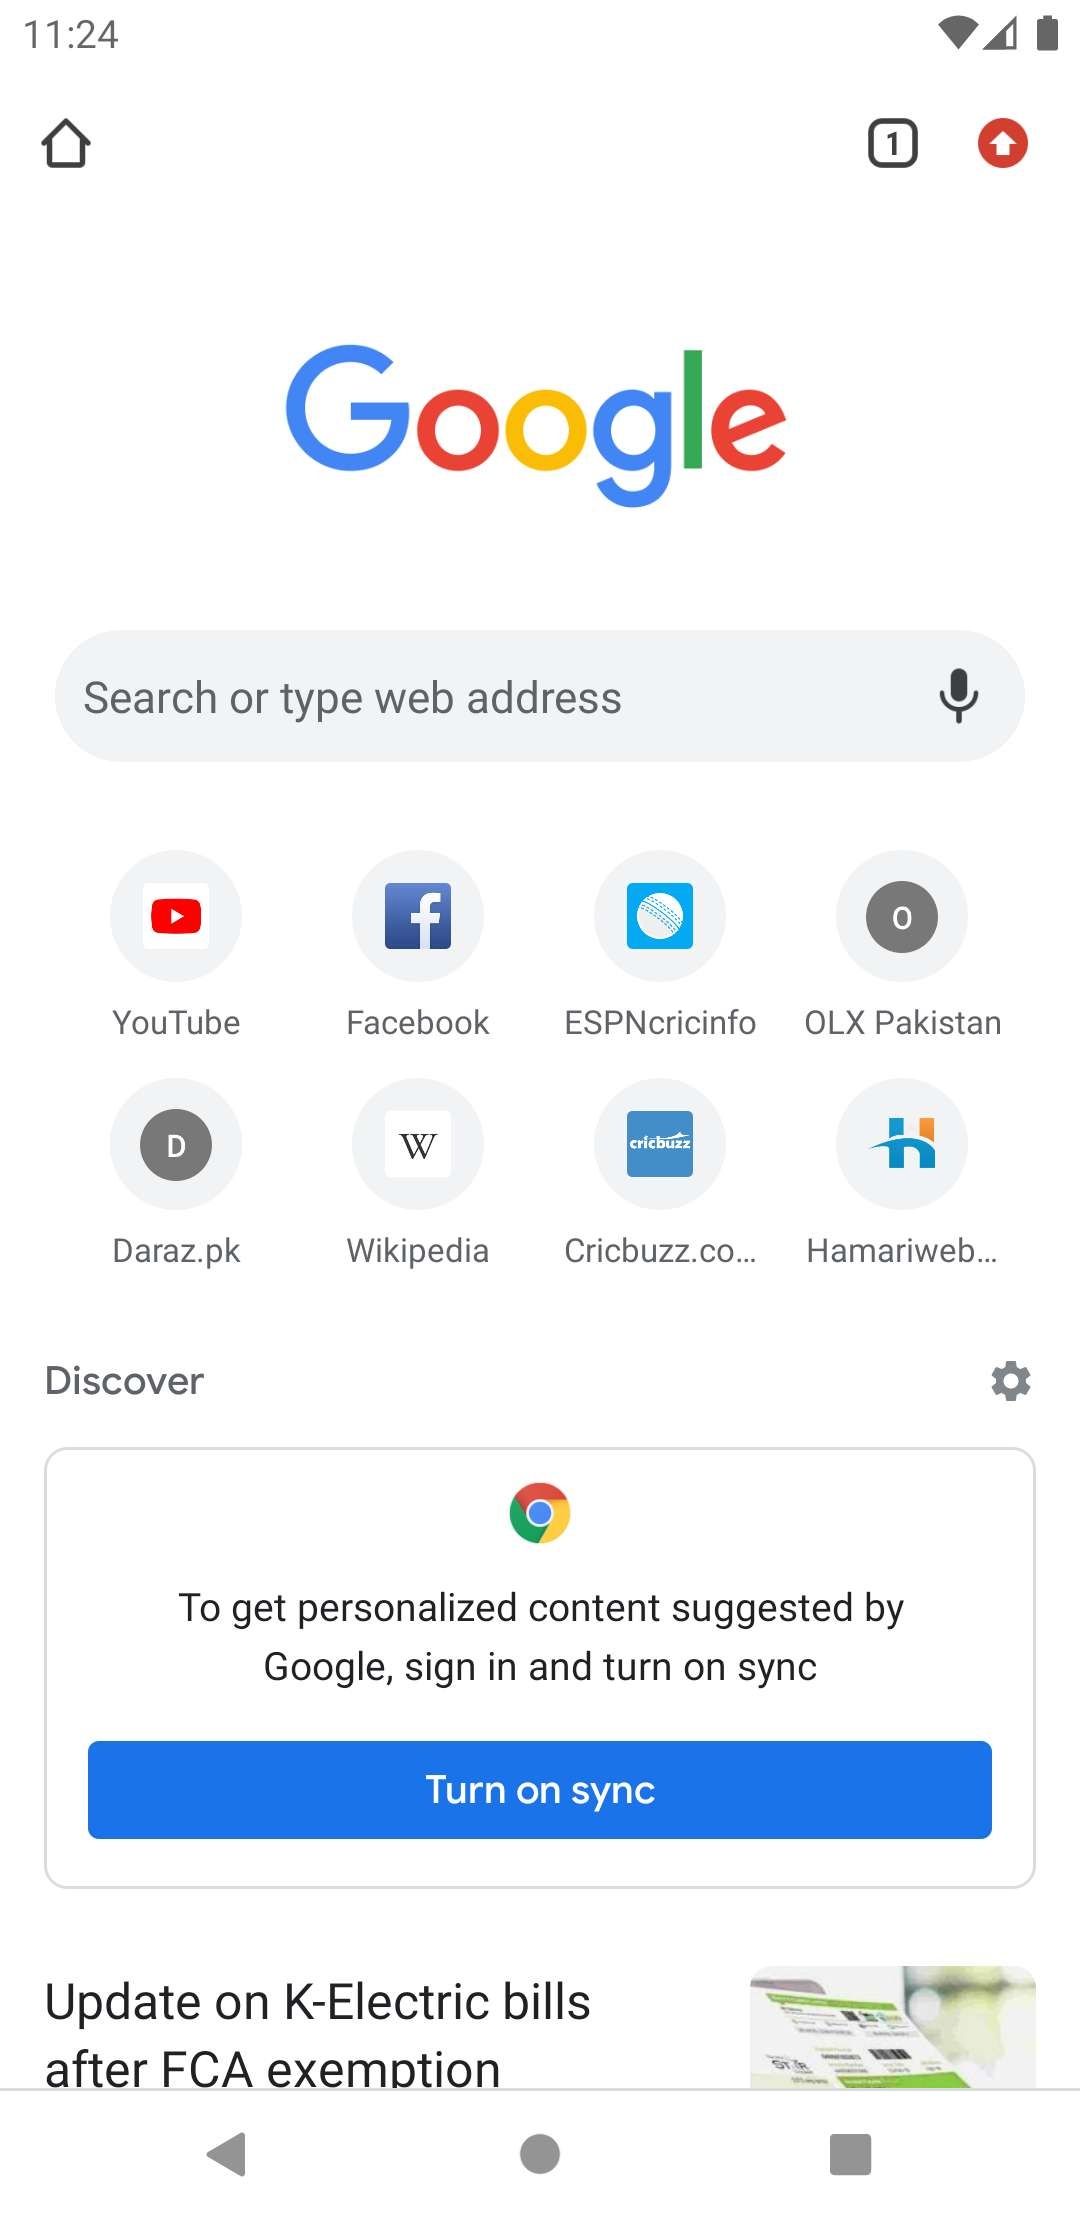 11:24
1
Google
Search or type web address
O
YouTube
Facebook
ESPNcricinfo
OLX Pakistan
D
W
cricbuzz
Daraz.pk
Wikipedia
Cricbuzz.co...
Hamariweb...
Discover
To get personalized content suggested by
Google, sign in and turn on sync
Turn on sync
Update on K-Electric bills
after FCA exemption